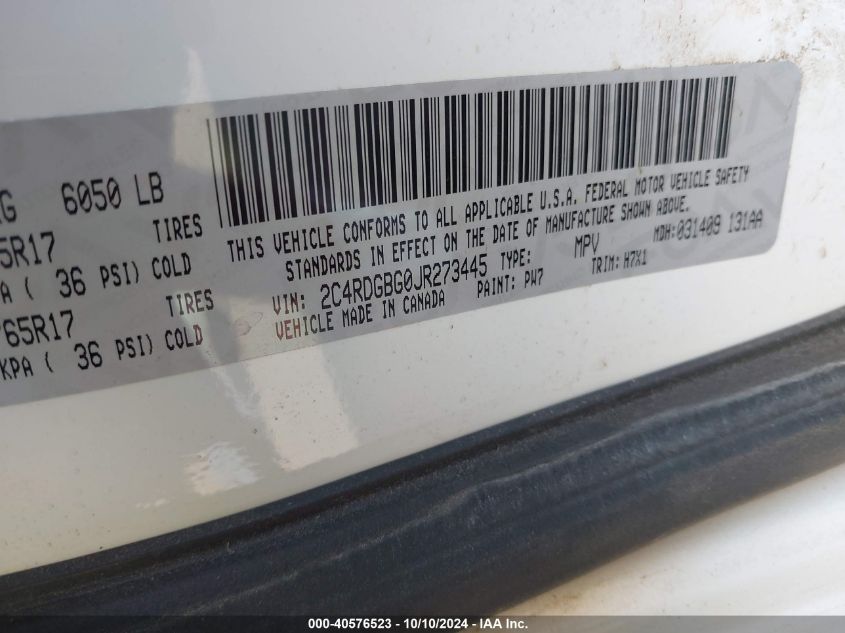 G 6050 LB
5R17 TIRES
A ( 36 PSI) COLD
65R17 TIRES
KPA ( 36 PSI) COLD
THIS VEHICLE CONFORMS TO ALL APPLICABLE U.S.A. FEDERAL MOTOR VEHICLE SAFETY
STANDARDS IN EFFECT ON THE DATE OF MANUFACTURE SHOWN ABOVE.
VIN: 2C4RDGBG0JR273445 TYPE: MPV MDH:031409 131AA
VEHICLE MADE IN CANADA PAINT: PW7 TRIM: H7X1
000-40576523 - 10/10/2024 - IAA Inc.